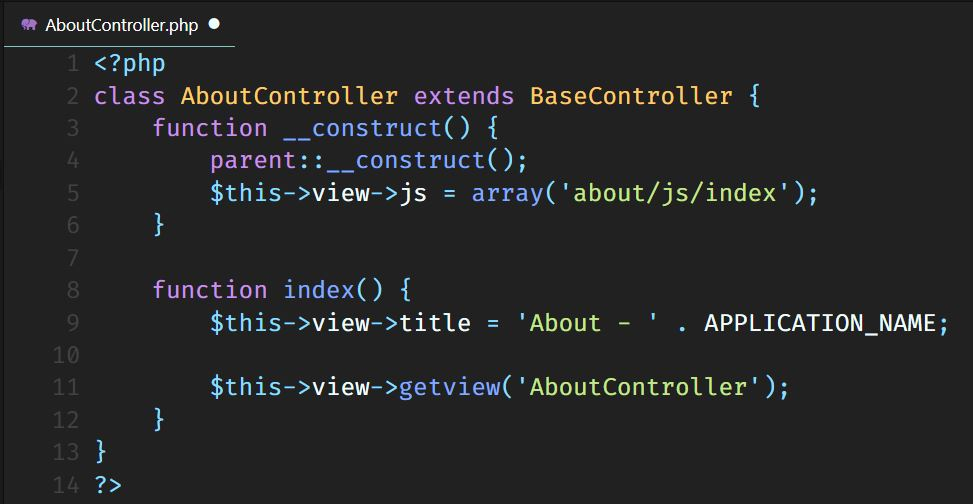 AboutController.php
1 <?php
2 class AboutController extends BaseController {
3     function __construct() {
4         parent::__construct();
5         $this->view->js = array('about/js/index');
6     }
7
8     function index() {
9         $this->view->title = 'About - ' . APPLICATION_NAME;
10
11         $this->view->getview('AboutController');
12     }
13 }
14 ?>